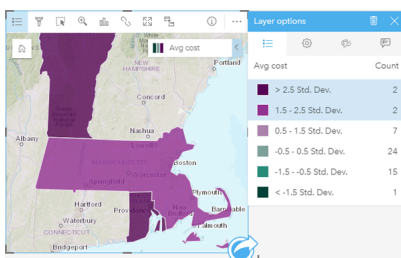 Layer options
Avg cost
Portland
NEW
HAMPSHIRE
Concord
Nashua
Albany
Lowell
MASSACHUSETTS
Boston
Worcester
Springfield
Plymouth
Hartford
Providence
New
Bedford
Barnstable
Falmouth
Waterbury
CONNECTICUT
Bridgeport
Avg cost Count
> 2.5 Std. Dev. 2
1.5 - 2.5 Std. Dev. 2
0.5 - 1.5 Std. Dev. 7
-0.5 - 0.5 Std. Dev. 24
-1.5 - -0.5 Std. Dev. 15
< -1.5 Std. Dev. 1